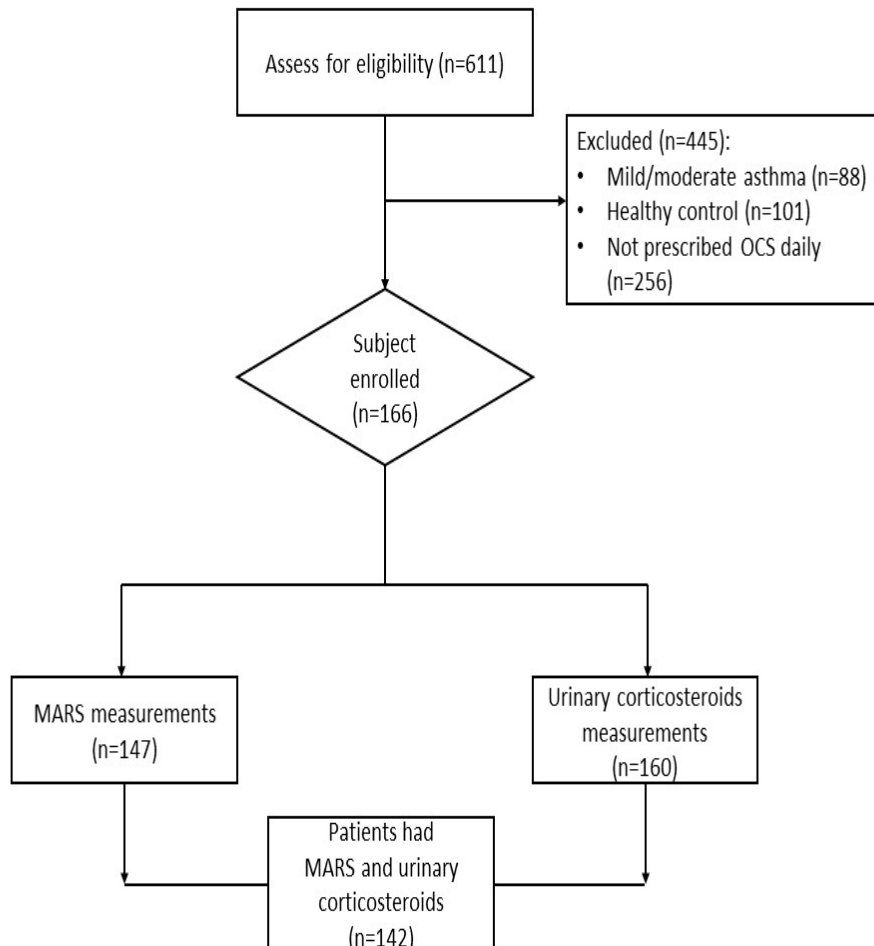 Assess for eligibility (n=611)
Excluded (n=445):
• Mild/moderate asthma (n=88)
• Healthy control (n=101)
• Not prescribed OCS daily
(n=256)
Subject
enrolled
(n=166)
MARS measurements
(n=147)
Urinary corticosteroids
measurements
(n=160)
Patients had
MARS and urinary
corticosteroids
(n=142)